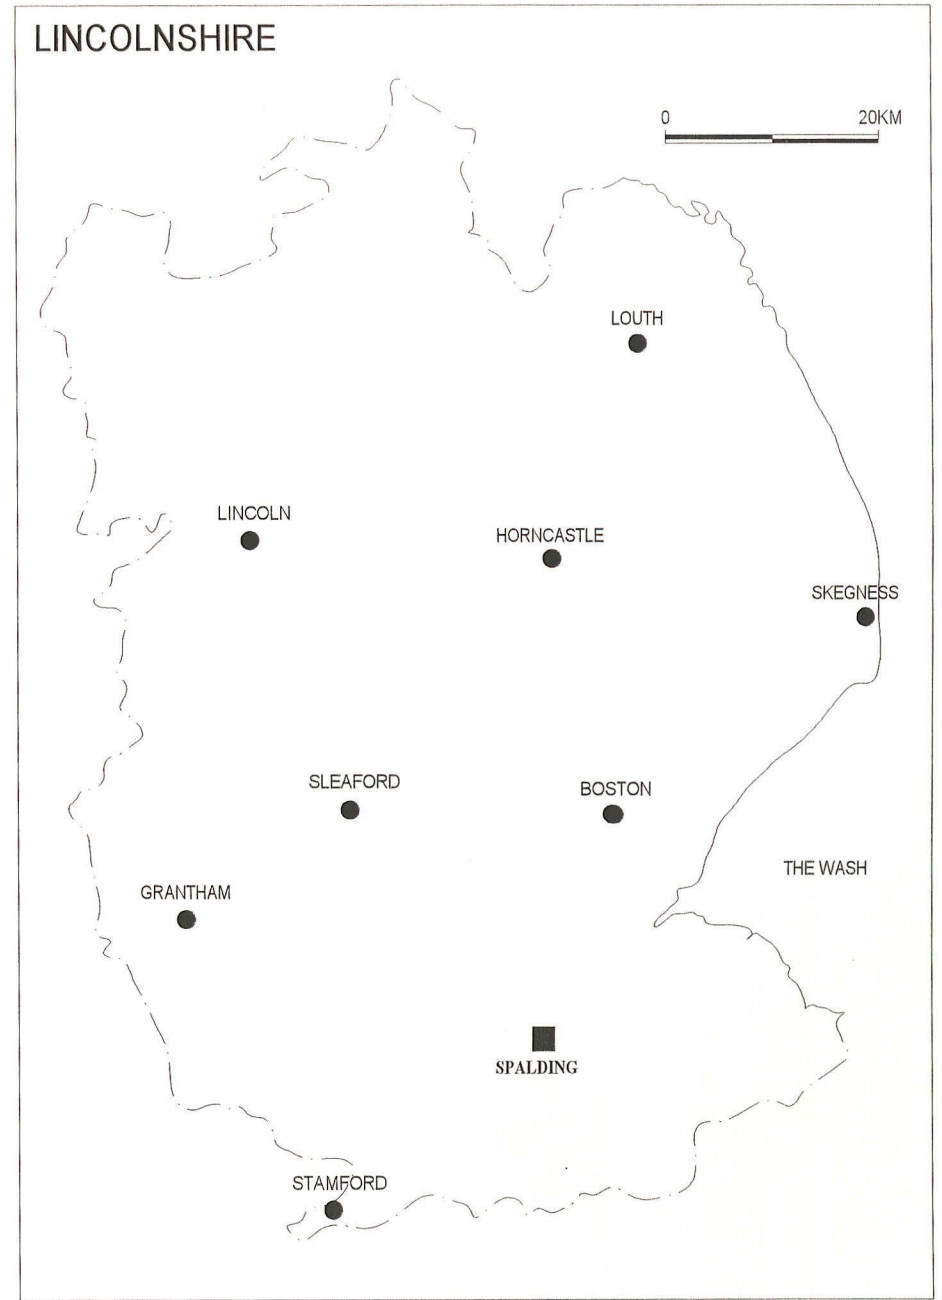 LINCOLNSHIRE
0 20KM
LOUTH
LINCOLN
HORNCASTLE
SKEGNESS
SLEAFORD
BOSTON
THE WASH
GRANTHAM
SPALDING
STAMFORD